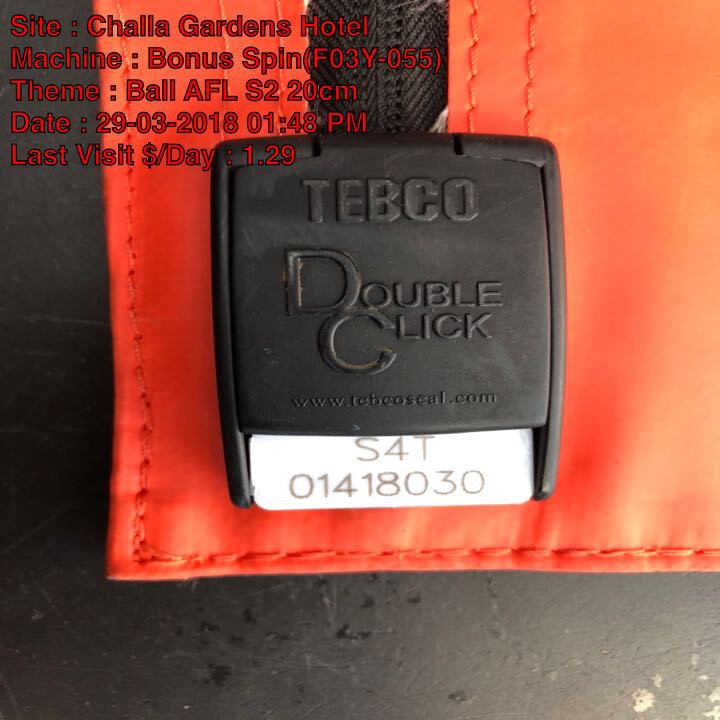 Site : Challa Gardens Hotel
Machine : Bonus Spin(F03Y-055)
Theme : Ball AFL S2 20cm
Date : 29-03-2018 01:48 PM
Last Visit $/Day : 1.29
TEBCO
DOUBLE
CLICK
www.tebcoseal.com
S4T
01418030